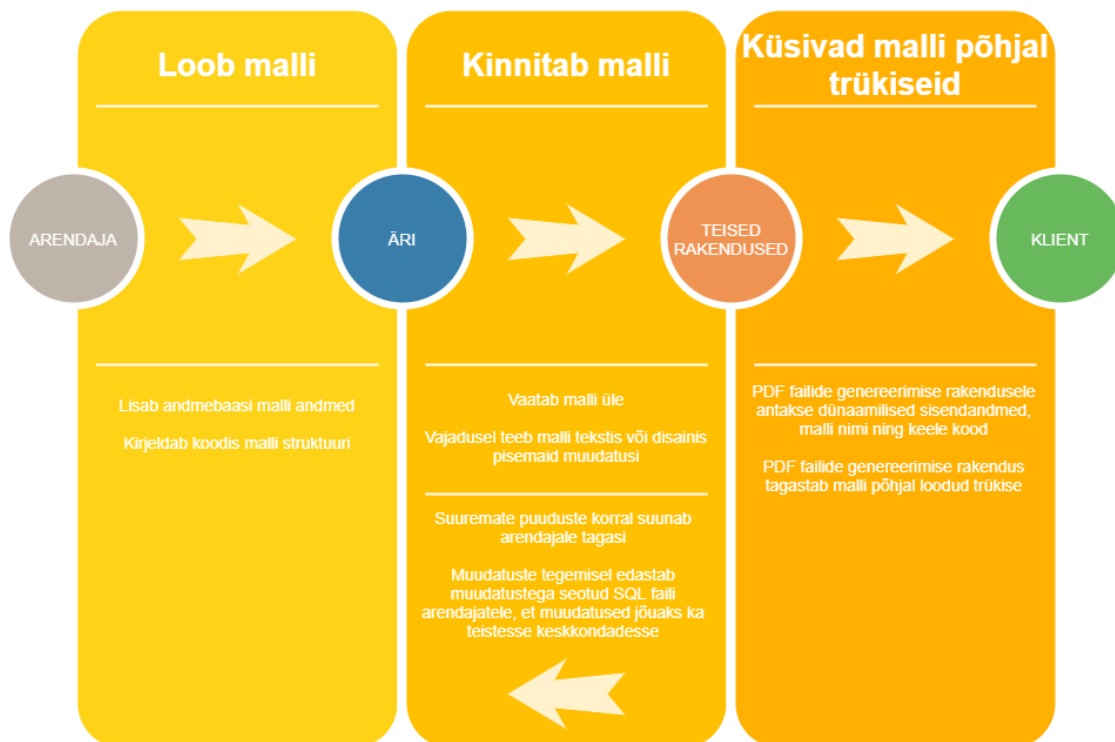 Loob malli
Kinnitab malli
Küsivad malli põhjal
trükiseid
ARENDAJA
ÄRI
TEISED
RAKENDUSED
KLIENT
Lisab andmebaasi malli andmed
Kirjeldab koodis malli struktuuri
Vaatab malli üle
Vajadusel teeb malli tekstis või disainis
pisemaid muudatusi
Suuremate puuduste korral suunab
arendajale tagasi
Muudatuste tegemisel edastab
muudatustega seotud SQL faili
arendajatele, et muudatused jõuaks ka
teistesse keskkondadesse
PDF failide genereerimise rakendusele
antakse dünaamilised sisendandmed,
malli nimi ning keele kood
PDF failide genereerimise rakendus
tagastab malli põhjal loodud trükise